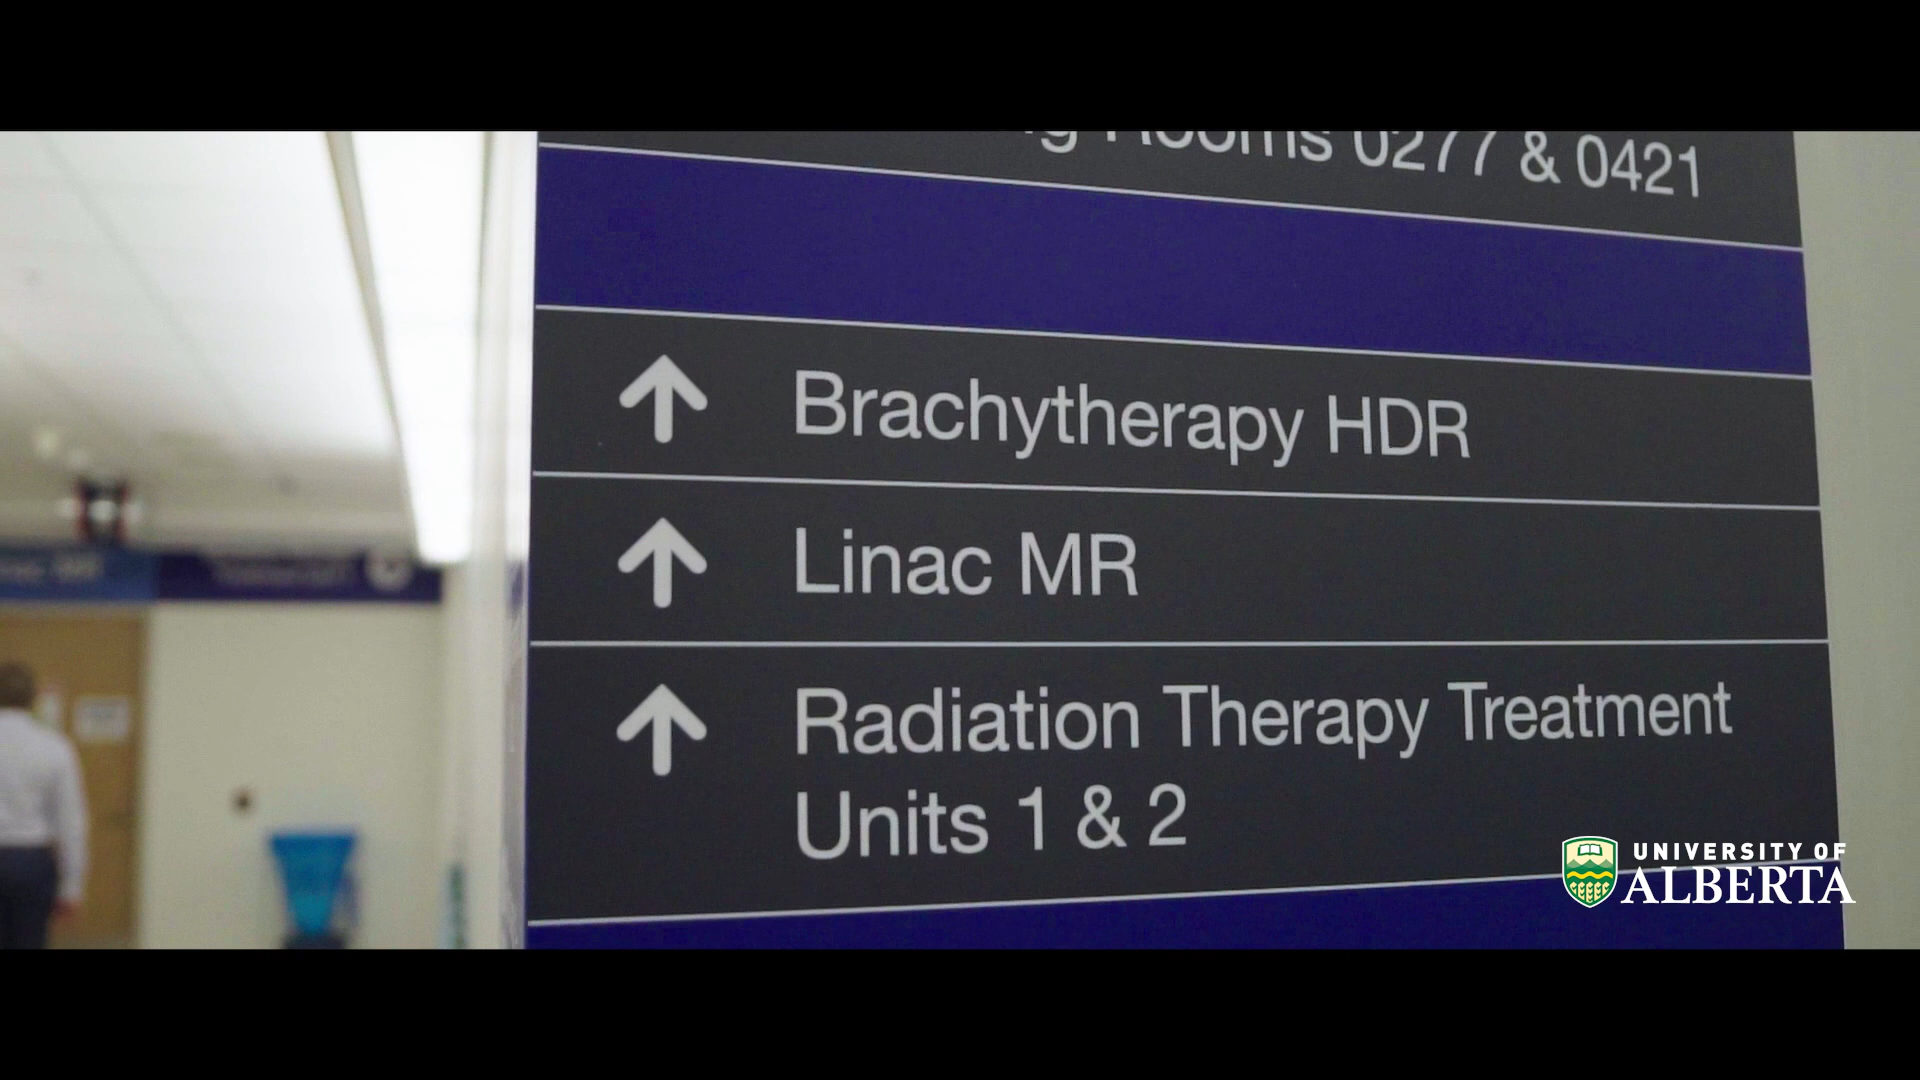 Rooms 0277 & 0421
Brachytherapy HDR
Linac MR
Radiation Therapy Treatment
Units 1 & 2
UNIVERSITY OF
ALBERTA